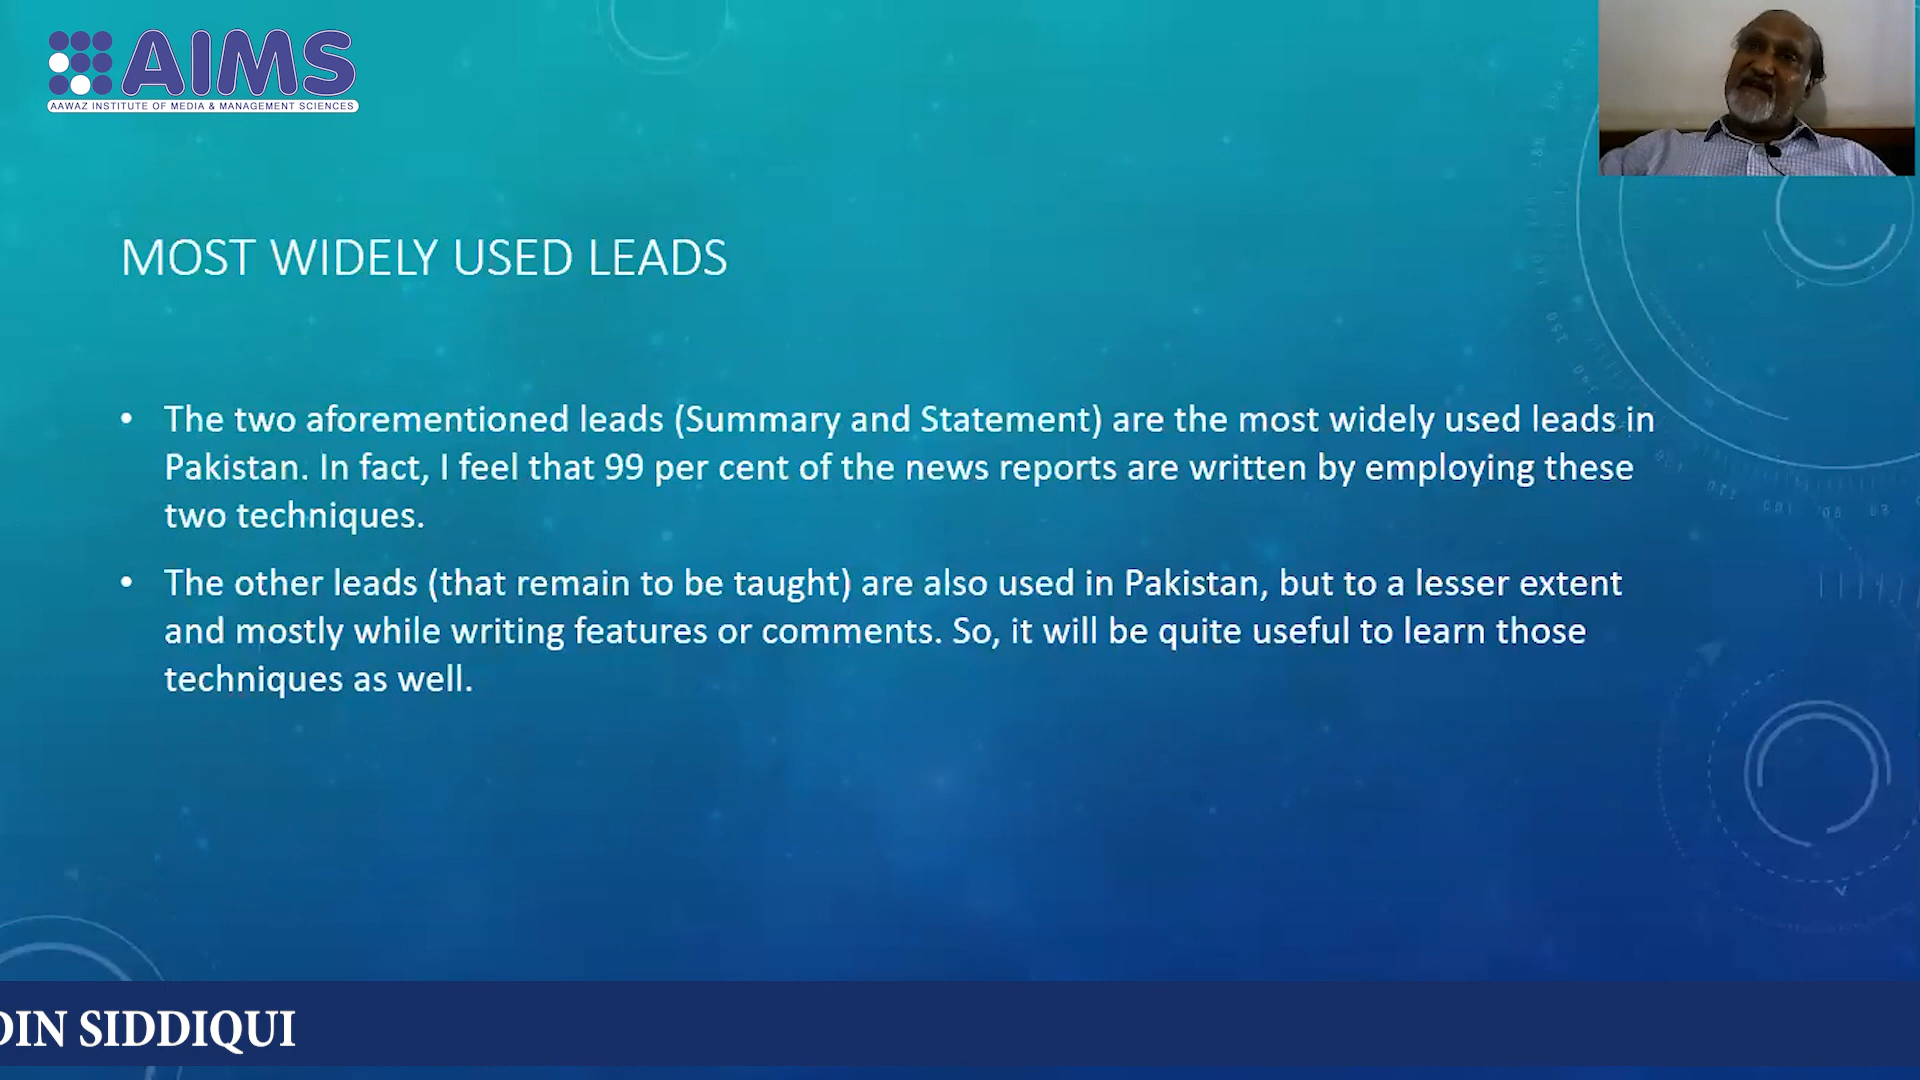 AIMS
AAWAZ INSTITUTE OF MEDIA & MANAGEMENT SCIENCES
MOST WIDELY USED LEADS
• The two aforementioned leads (Summary and Statement) are the most widely used leads in
Pakistan. In fact, I feel that 99 per cent of the news reports are written by employing these
two techniques.
• The other leads (that remain to be taught) are also used in Pakistan, but to a lesser extent
and mostly while writing features or comments. So, it will be quite useful to learn those
techniques as well.
DIN SIDDIQUI